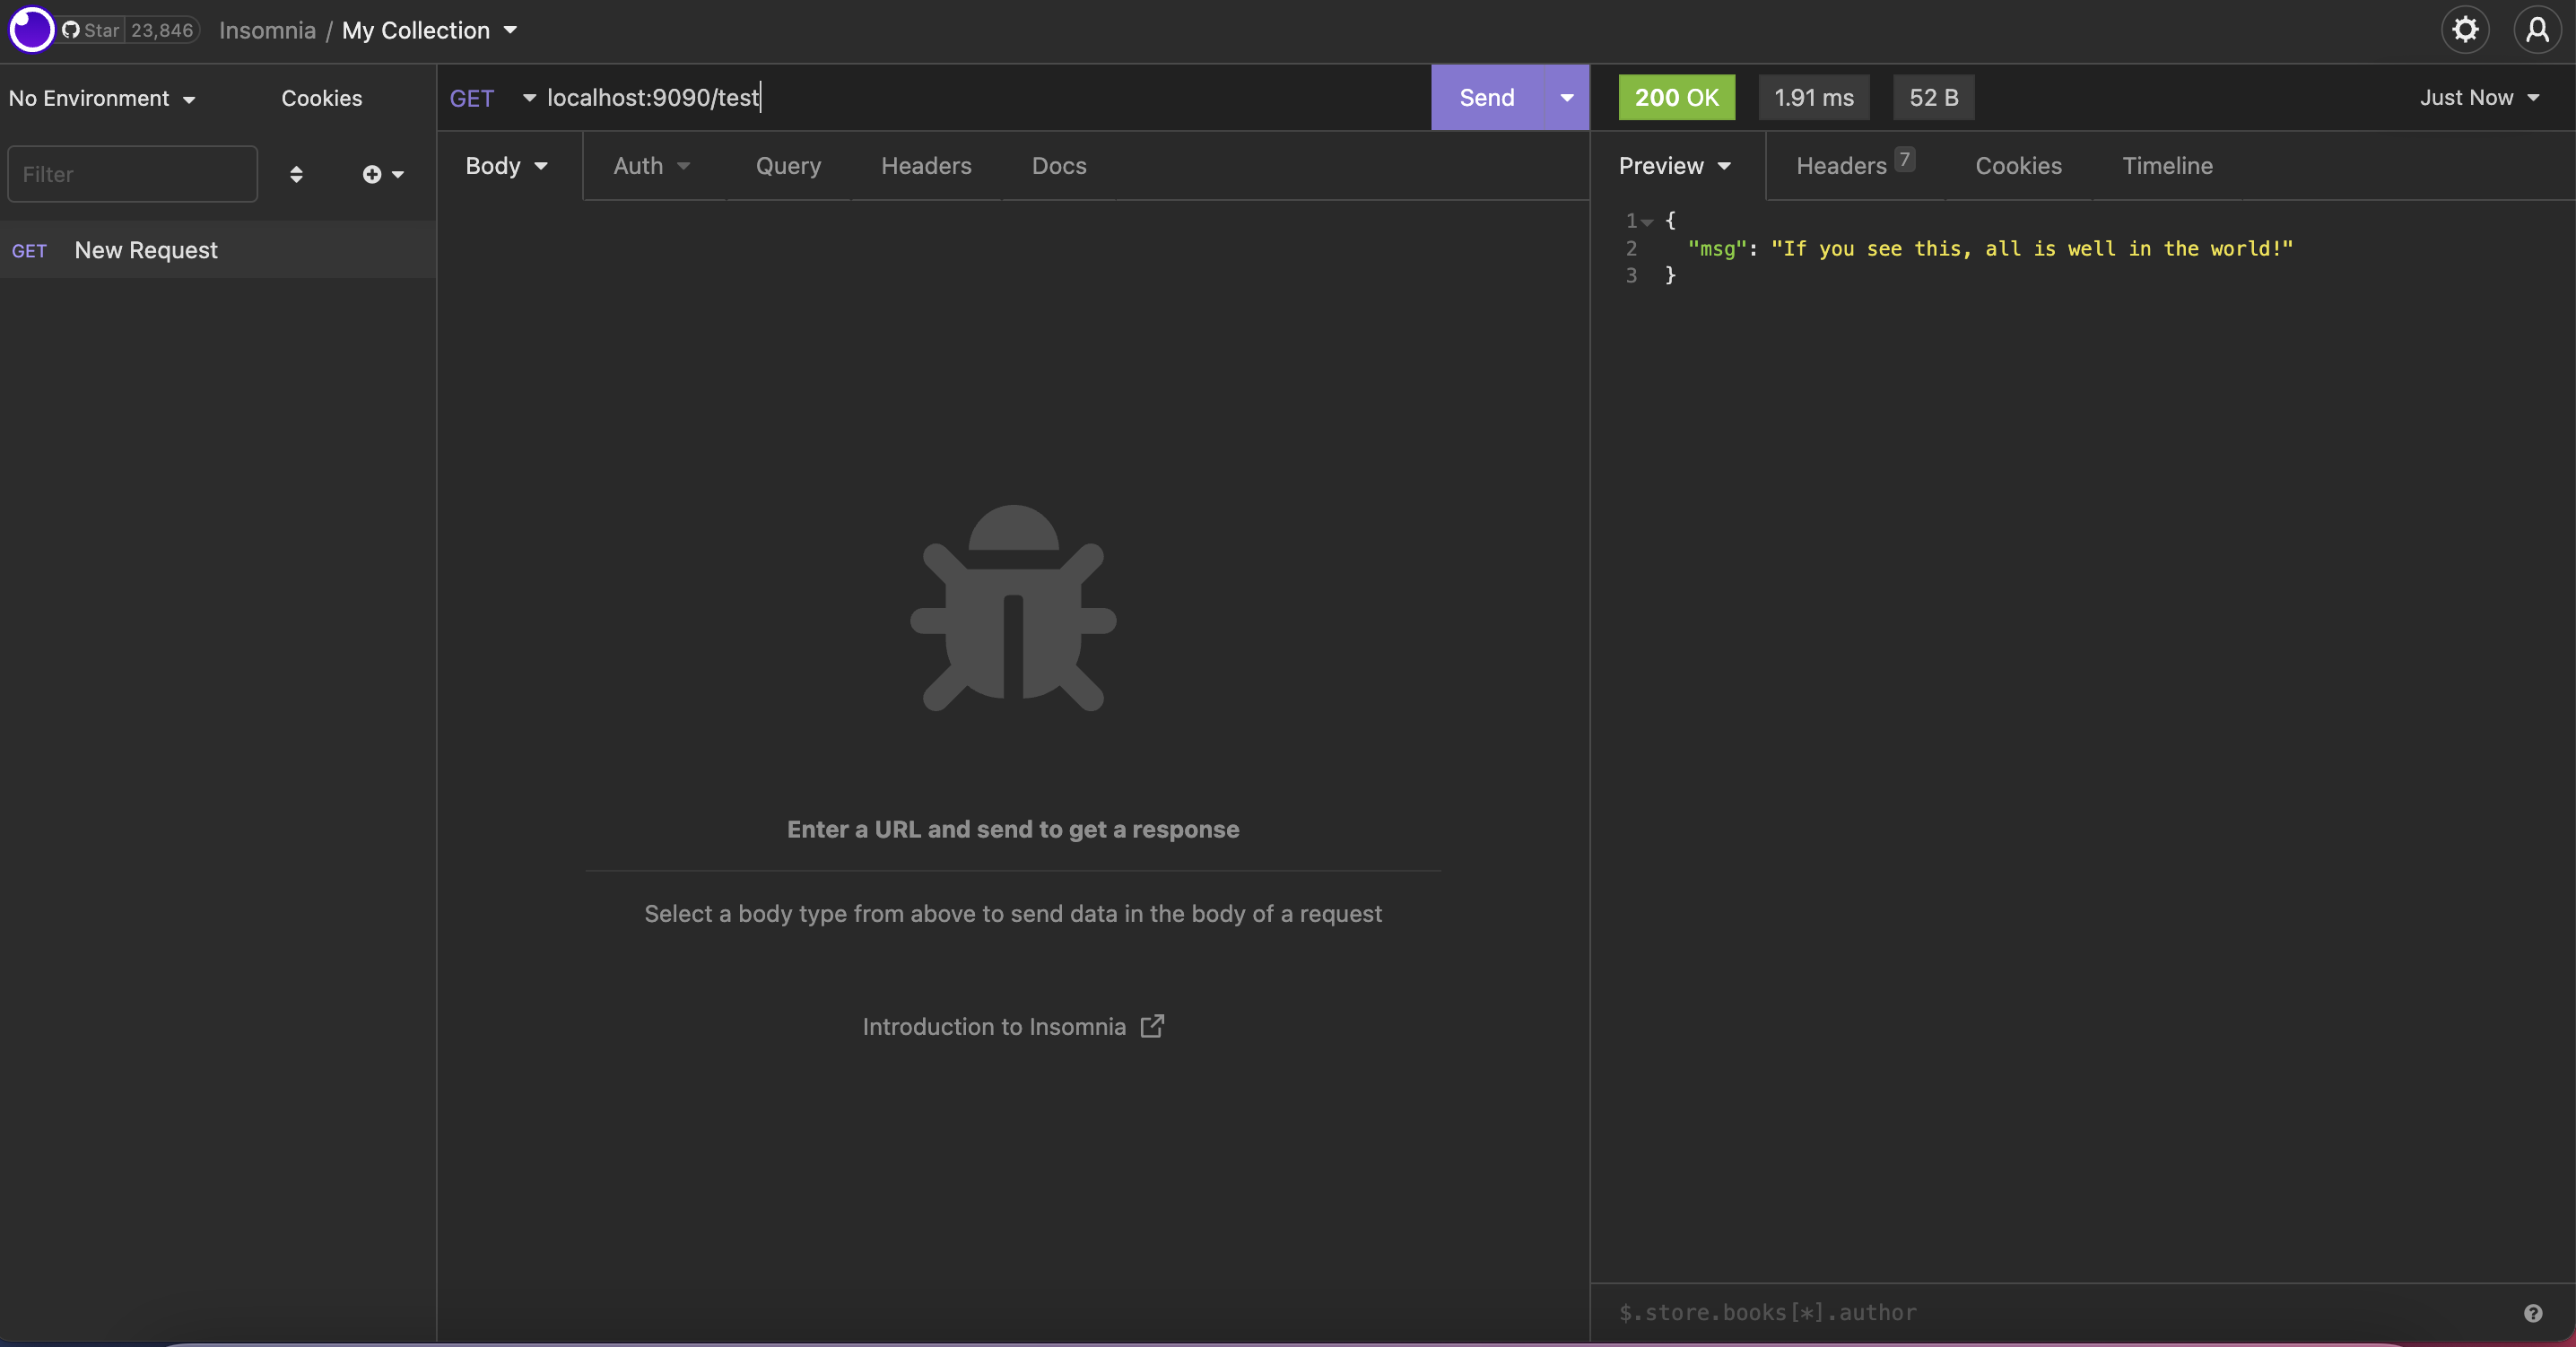 Star 23,846 Insomnia / My Collection
No Environment Cookies
GET localhost:9090/test Send
200 OK 1.91 ms 52 B Just Now
Filter
GET New Request
Body Auth Query Headers Docs
Preview Headers 7 Cookies Timeline
1 {
2 "msg": "If you see this, all is well in the world!"
3 }
Enter a URL and send to get a response
Select a body type from above to send data in the body of a request
Introduction to Insomnia
$.store.books[*].author